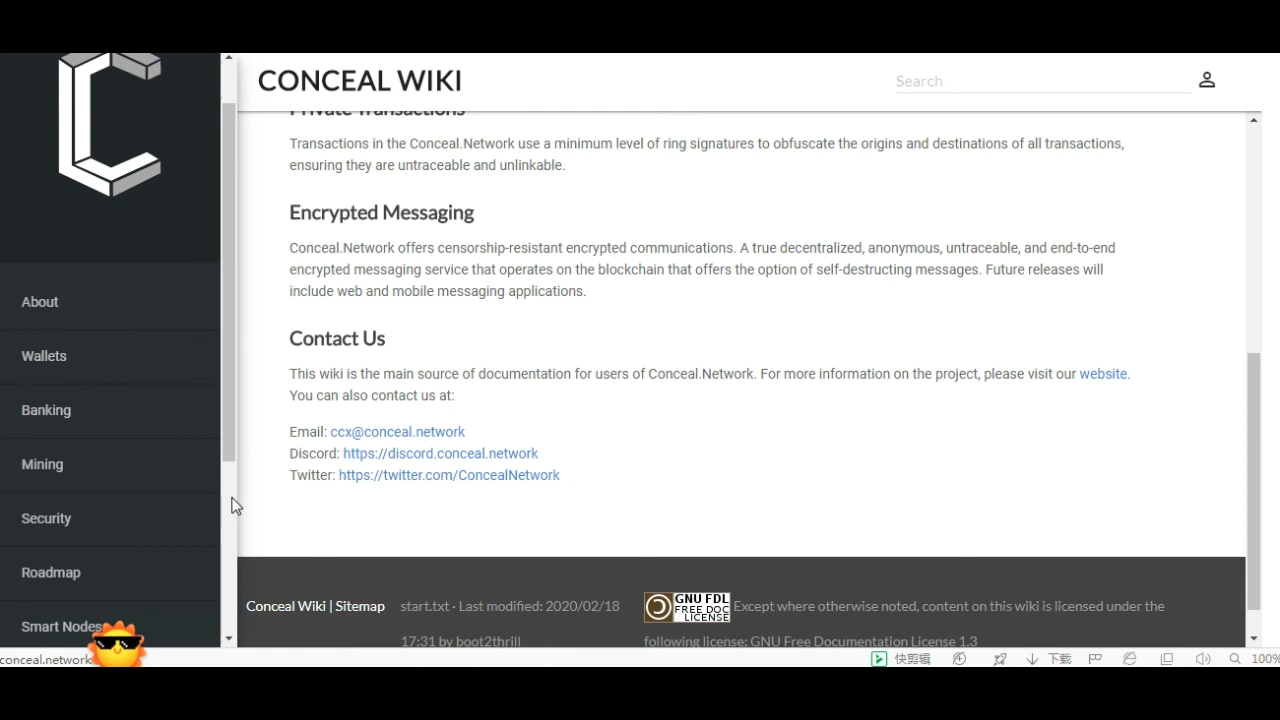 CONCEAL WIKI
Search
Private Transactions
Transactions in the Conceal.Network use a minimum level of ring signatures to obfuscate the origins and destinations of all transactions,
ensuring they are untraceable and unlinkable.
Encrypted Messaging
Conceal.Network offers censorship-resistant encrypted communications. A true decentralized, anonymous, untraceable, and end-to-end
encrypted messaging service that operates on the blockchain that offers the option of self-destructing messages. Future releases will
include web and mobile messaging applications.
Contact Us
This wiki is the main source of documentation for users of Conceal.Network. For more information on the project, please visit our website.
You can also contact us at:
Email: ccx@conceal.network
Discord: https://discord.conceal.network
Twitter: https://twitter.com/ConcealNetwork
About
Wallets
Banking
Mining
Security
Roadmap
Smart Nodes
Conceal Wiki | Sitemap
start.txt · Last modified: 2020/02/18
17:31 by boot2thrill
GNU FDL
FREE DOC
LICENSE
Except where otherwise noted, content on this wiki is licensed under the
following license: GNU Free Documentation License 1.3
conceal.network
快剪辑
下载
100%